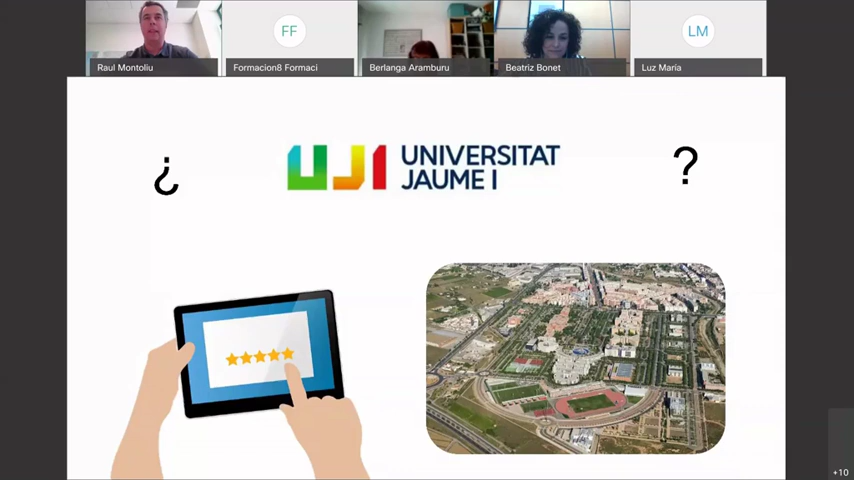 FF
LM
Raul Montoliu
Formacion8 Formaci
Berlanga Aramburu
Beatriz Bonet
Luz María
¿
UJI UNIVERSITAT
JAUME I
?
+10